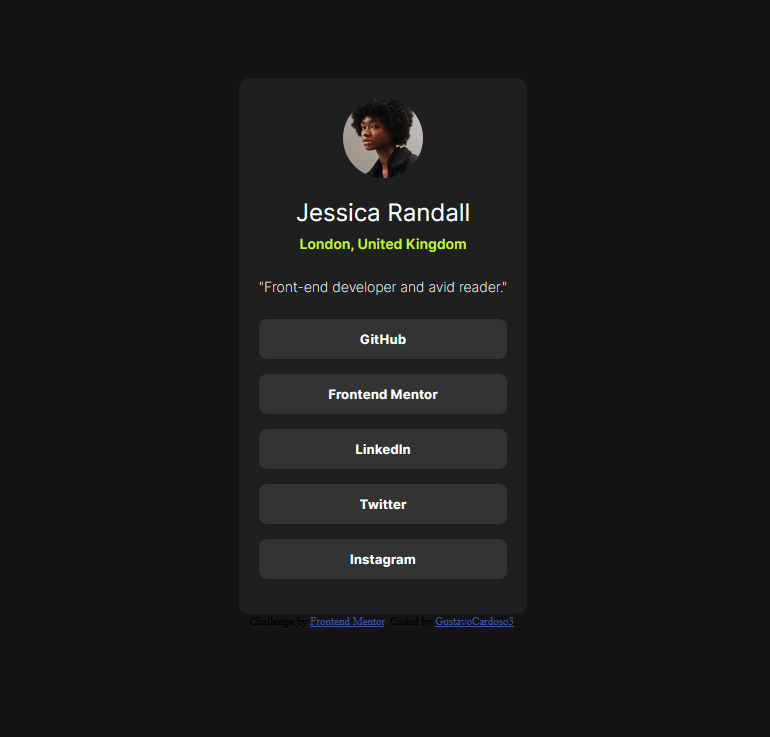 Jessica Randall
London, United Kingdom
"Front-end developer and avid reader."
GitHub
Frontend Mentor
LinkedIn
Twitter
Instagram
Challenge by Frontend Mentor. Coded by GustavoCardoso3.